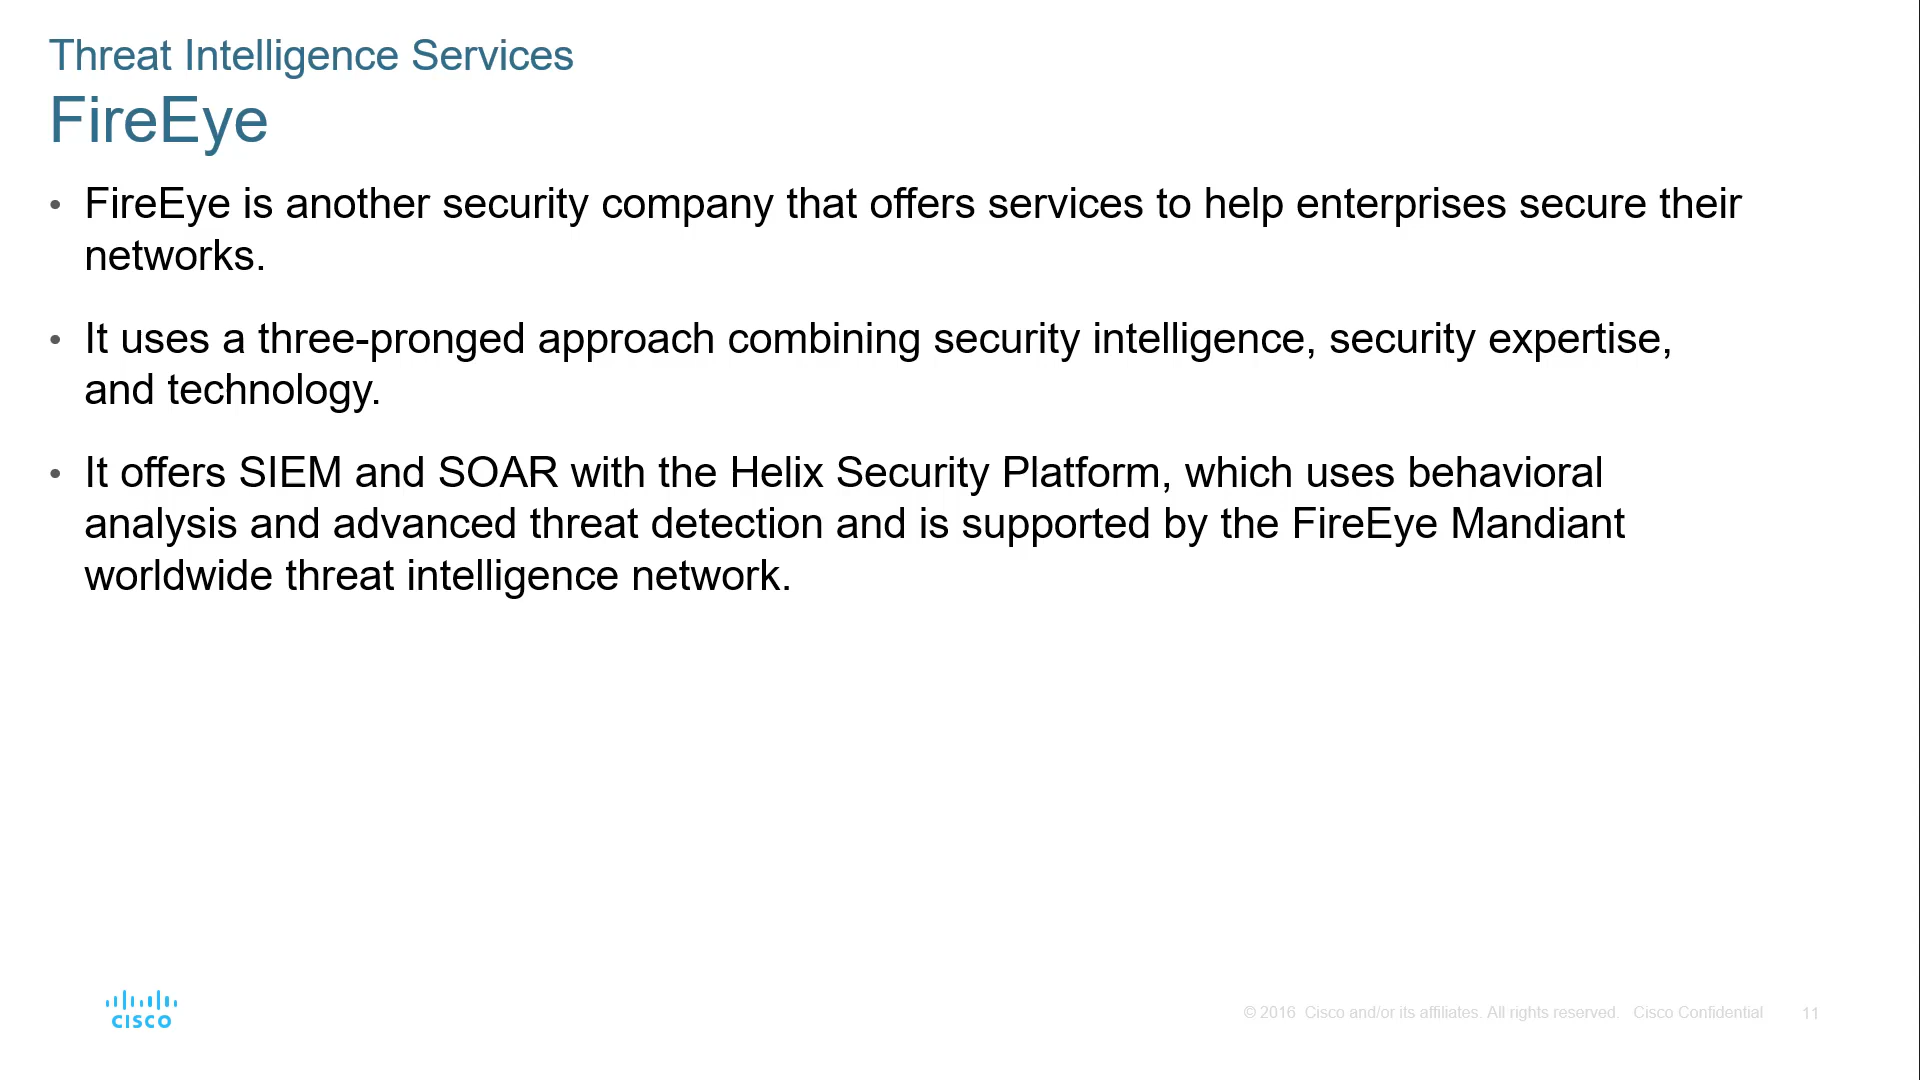 Threat Intelligence Services
FireEye
• FireEye is another security company that offers services to help enterprises secure their
networks.
• It uses a three-pronged approach combining security intelligence, security expertise,
and technology.
• It offers SIEM and SOAR with the Helix Security Platform, which uses behavioral
analysis and advanced threat detection and is supported by the FireEye Mandiant
worldwide threat intelligence network.
CISCO
© 2016 Cisco and/or its affiliates. All rights reserved. Cisco Confidential 11